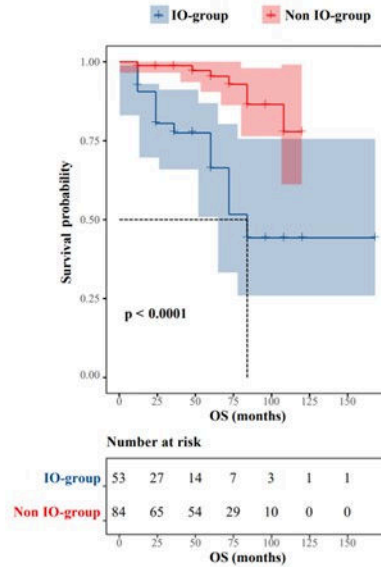 IO-group Non IO-group
1.00
0.75
0.50
0.25
0.00
Survival probability
p < 0.0001
0 25 50 75 100 125 150
OS (months)
Number at risk
IO-group 53 27 14 7 3 1 1
Non IO-group 84 65 54 29 10 0 0
0 25 50 75 100 125 150
OS (months)